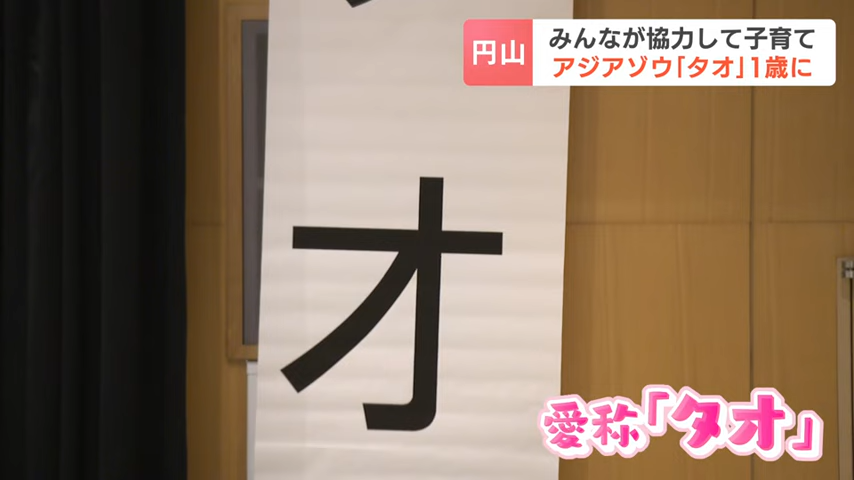 円山
みんなが協力して子育て
アジアゾウ「タオ」1歳に
オ
愛称「タオ」